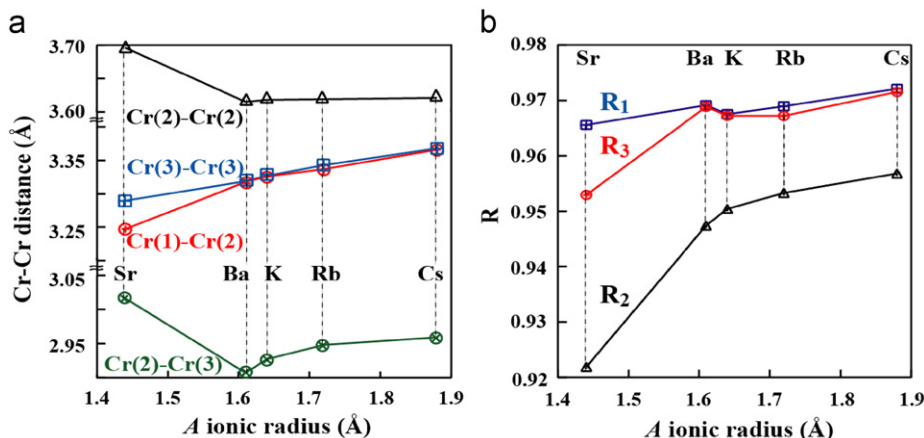 a
3.70
3.60
3.35
3.25
3.05
2.95
Cr-Cr distance (Å)
Cr(2)-Cr(2)
Cr(3)-Cr(3)
Cr(1)-Cr(2)
Sr Ba K Rb Cs
Cr(2)-Cr(3)
1.4 1.5 1.6 1.7 1.8 1.9
A ionic radius (Å)
b
0.98
0.97
0.96
0.95
0.94
0.93
0.92
R
Sr Ba K Rb Cs
R1
R3
R2
1.4 1.5 1.6 1.7 1.8 1.9
A ionic radius (Å)